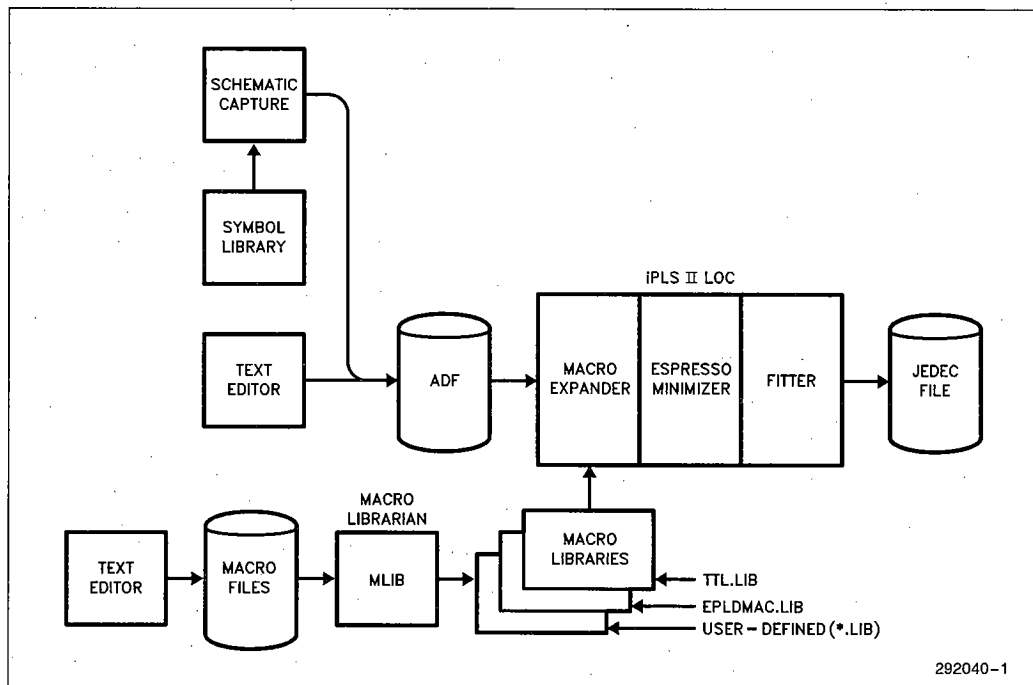 SCHEMATIC
CAPTURE
SYMBOL
LIBRARY
TEXT
EDITOR
ADF
iPLS II LOC
MACRO
EXPANDER
ESPRESSO
MINIMIZER
FITTER
JEDEC
FILE
TEXT
EDITOR
MACRO
FILES
MACRO
LIBRARIAN
MLIB
MACRO
LIBRARIES
TTL.LIB
EPLDMAC.LIB
USER-DEFINED (*.LIB)
292040-1